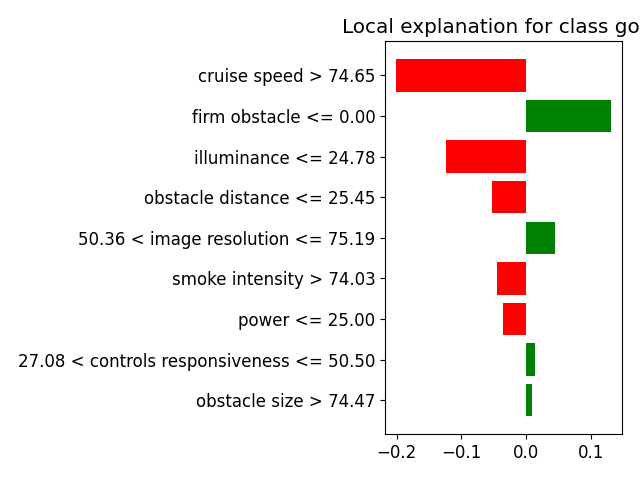 Local explanation for class go
cruise speed > 74.65
firm obstacle <= 0.00
illuminance <= 24.78
obstacle distance <= 25.45
50.36 < image resolution <= 75.19
smoke intensity > 74.03
power <= 25.00
27.08 < controls responsiveness <= 50.50
obstacle size > 74.47
−0.2 −0.1 0.0 0.1